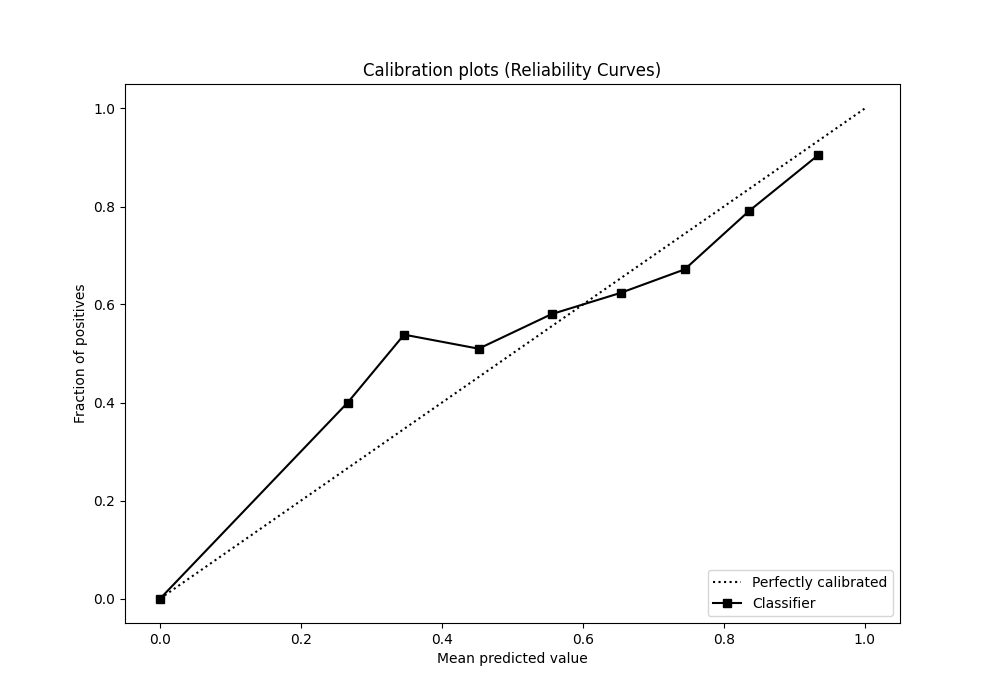 Calibration plots (Reliability Curves)
1.0
0.8
0.6
0.4
0.2
0.0
Fraction of positives
0.0 0.2 0.4 0.6 0.8 1.0
Mean predicted value
Perfectly calibrated
Classifier